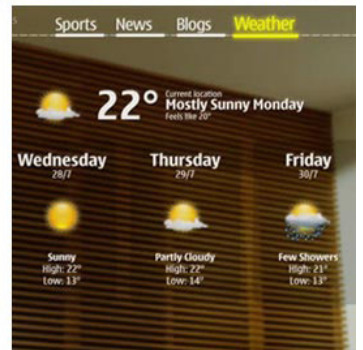 Sports News Blogs Weather
22°
Current location
Mostly Sunny Monday
Feels like 20°
Wednesday Thursday Friday
28/7 29/7 30/7
Sunny Partly Cloudy Few Showers
High: 22° High: 22° High: 21°
Low: 13° Low: 14° Low: 13°